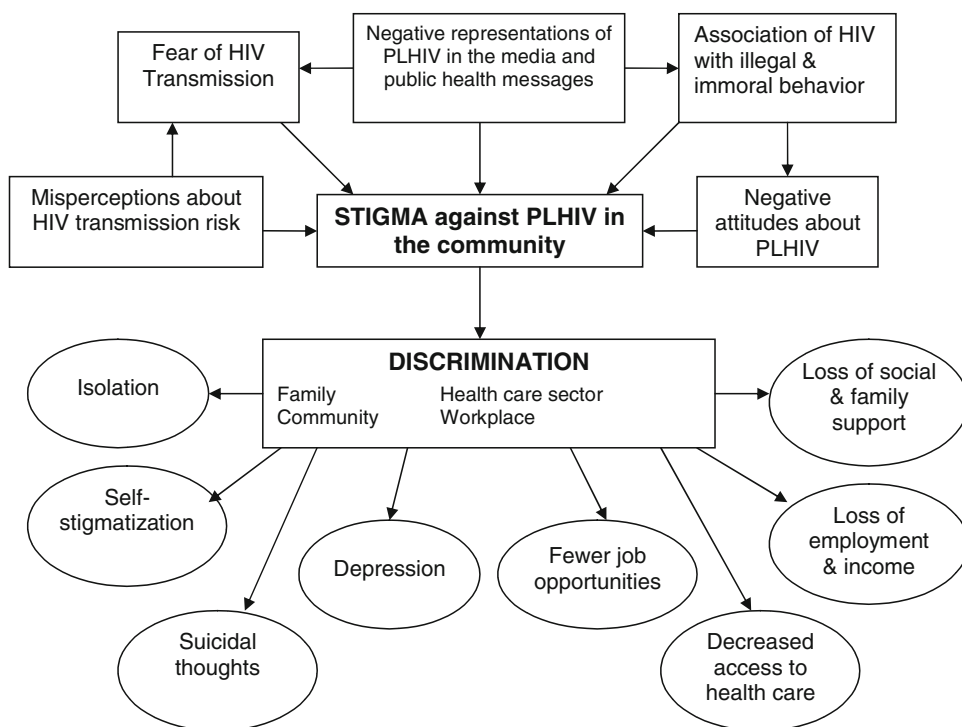 Fear of HIV
Transmission
Negative representations of
PLHIV in the media and
public health messages
Association of HIV
with illegal &
immoral behavior
Misperceptions about
HIV transmission risk
STIGMA against PLHIV in
the community
Negative
attitudes about
PLHIV
DISCRIMINATION
Family
Community
Health care sector
Workplace
Isolation
Loss of social
& family
support
Self-
stigmatization
Loss of
employment
& income
Depression
Fewer job
opportunities
Suicidal
thoughts
Decreased
access to
health care